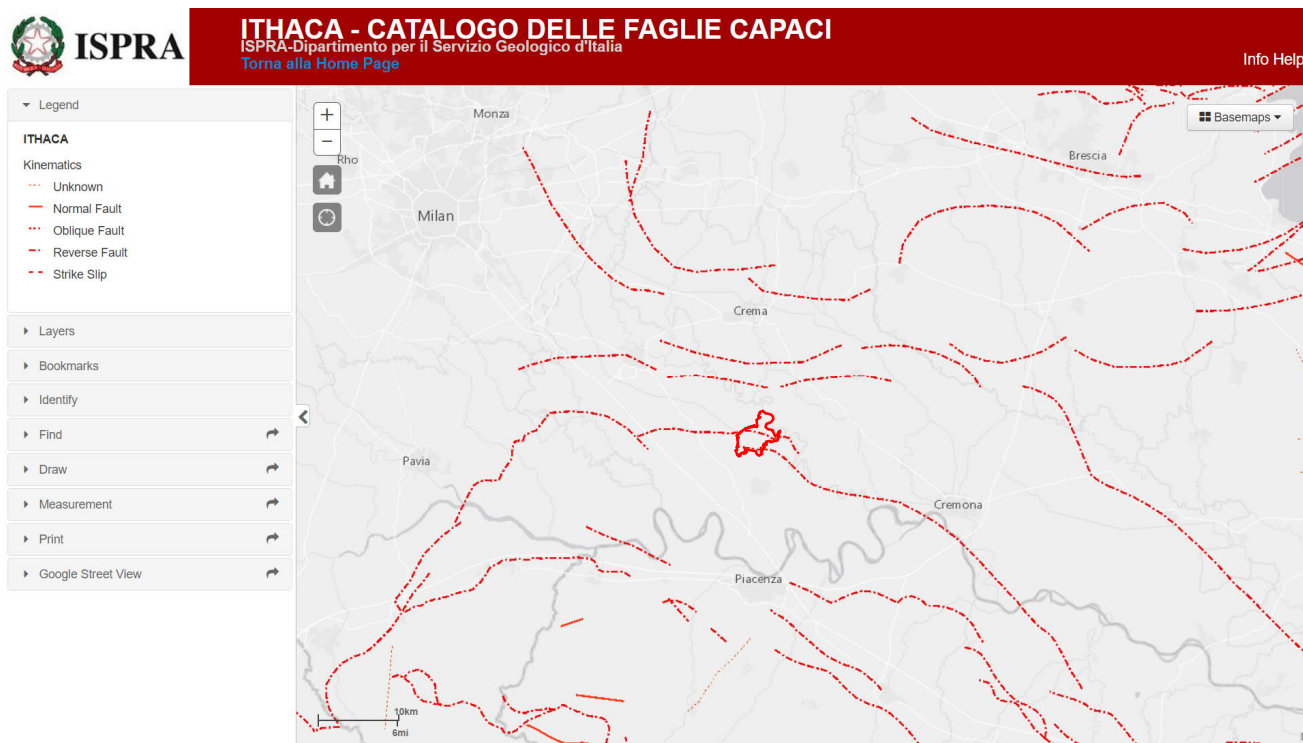 ISPRA
ITHACA - CATALOGO DELLE FAGLIE CAPACI
ISPRA-Dipartimento per il Servizio Geologico d'Italia
Torna alla Home Page
Info Help
Legend
ITHACA
Kinematics
Unknown
Normal Fault
Oblique Fault
Reverse Fault
Strike Slip
Layers
Bookmarks
Identify
Find
Draw
Measurement
Print
Google Street View
+
−
Basemaps
Monza
Rho
Brescia
Milan
Crema
Pavia
Cremona
Piacenza
10km
6mi